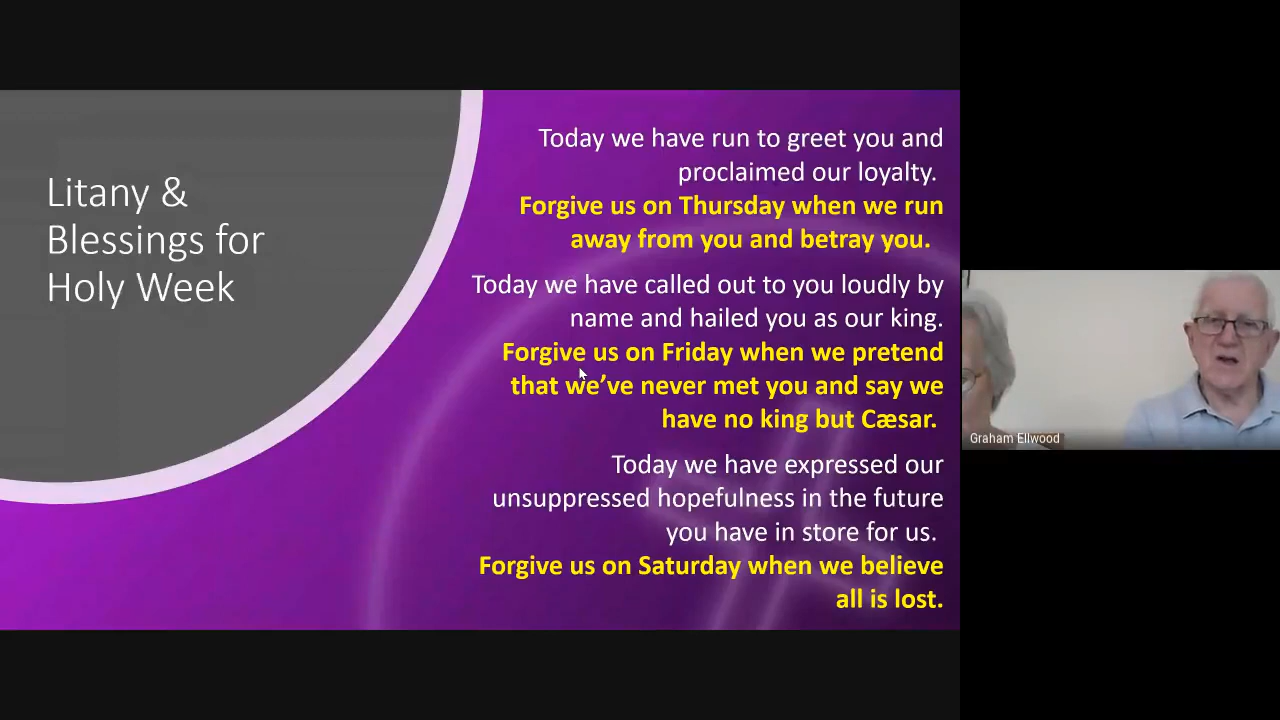 Litany &
Blessings for
Holy Week
Today we have run to greet you and
proclaimed our loyalty.
Forgive us on Thursday when we run
away from you and betray you.
Today we have called out to you loudly by
name and hailed you as our king.
Forgive us on Friday when we pretend
that we’ve never met you and say we
have no king but Cæsar.
Today we have expressed our
unsuppressed hopefulness in the future
you have in store for us.
Forgive us on Saturday when we believe
all is lost.
Graham Ellwood